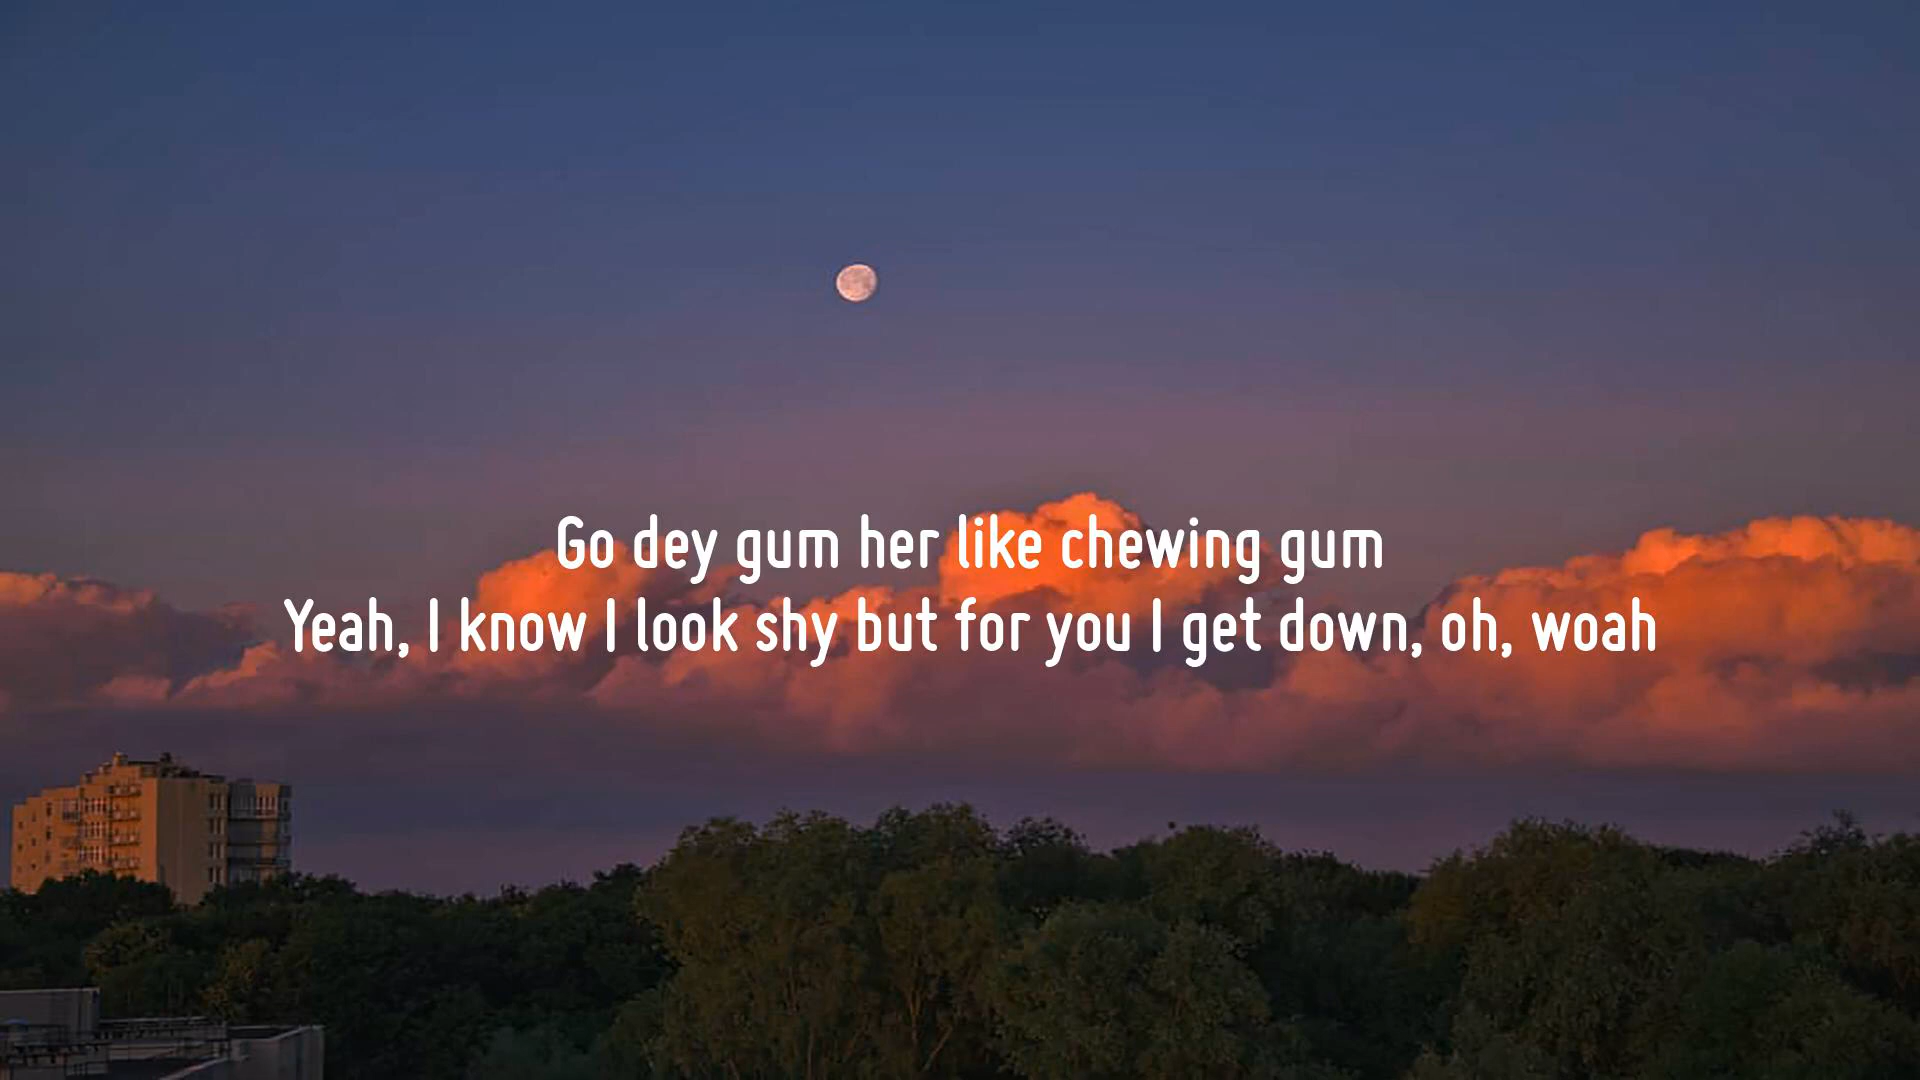 Go dey gum her like chewing gum
Yeah, I know I look shy but for you I get down, oh, woah